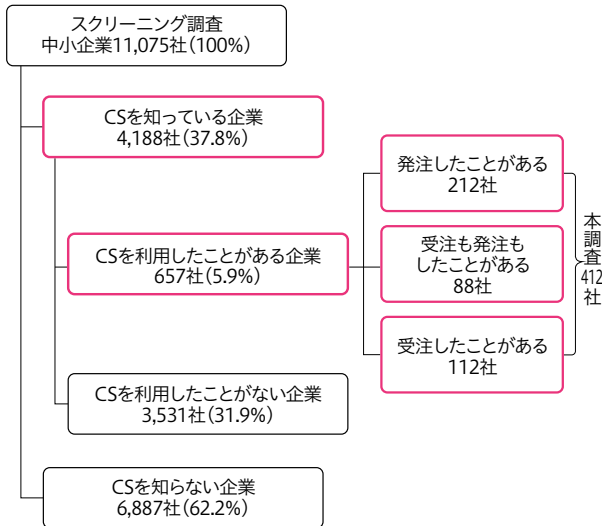 スクリーニング調査
中小企業11,075社(100%)
CSを知っている企業
4,188社(37.8%)
CSを利用したことがある企業
657社(5.9%)
発注したことがある
212社
受注も発注も
したことがある
88社
受注したことがある
112社
本調査412社
CSを利用したことがない企業
3,531社(31.9%)
CSを知らない企業
6,887社(62.2%)